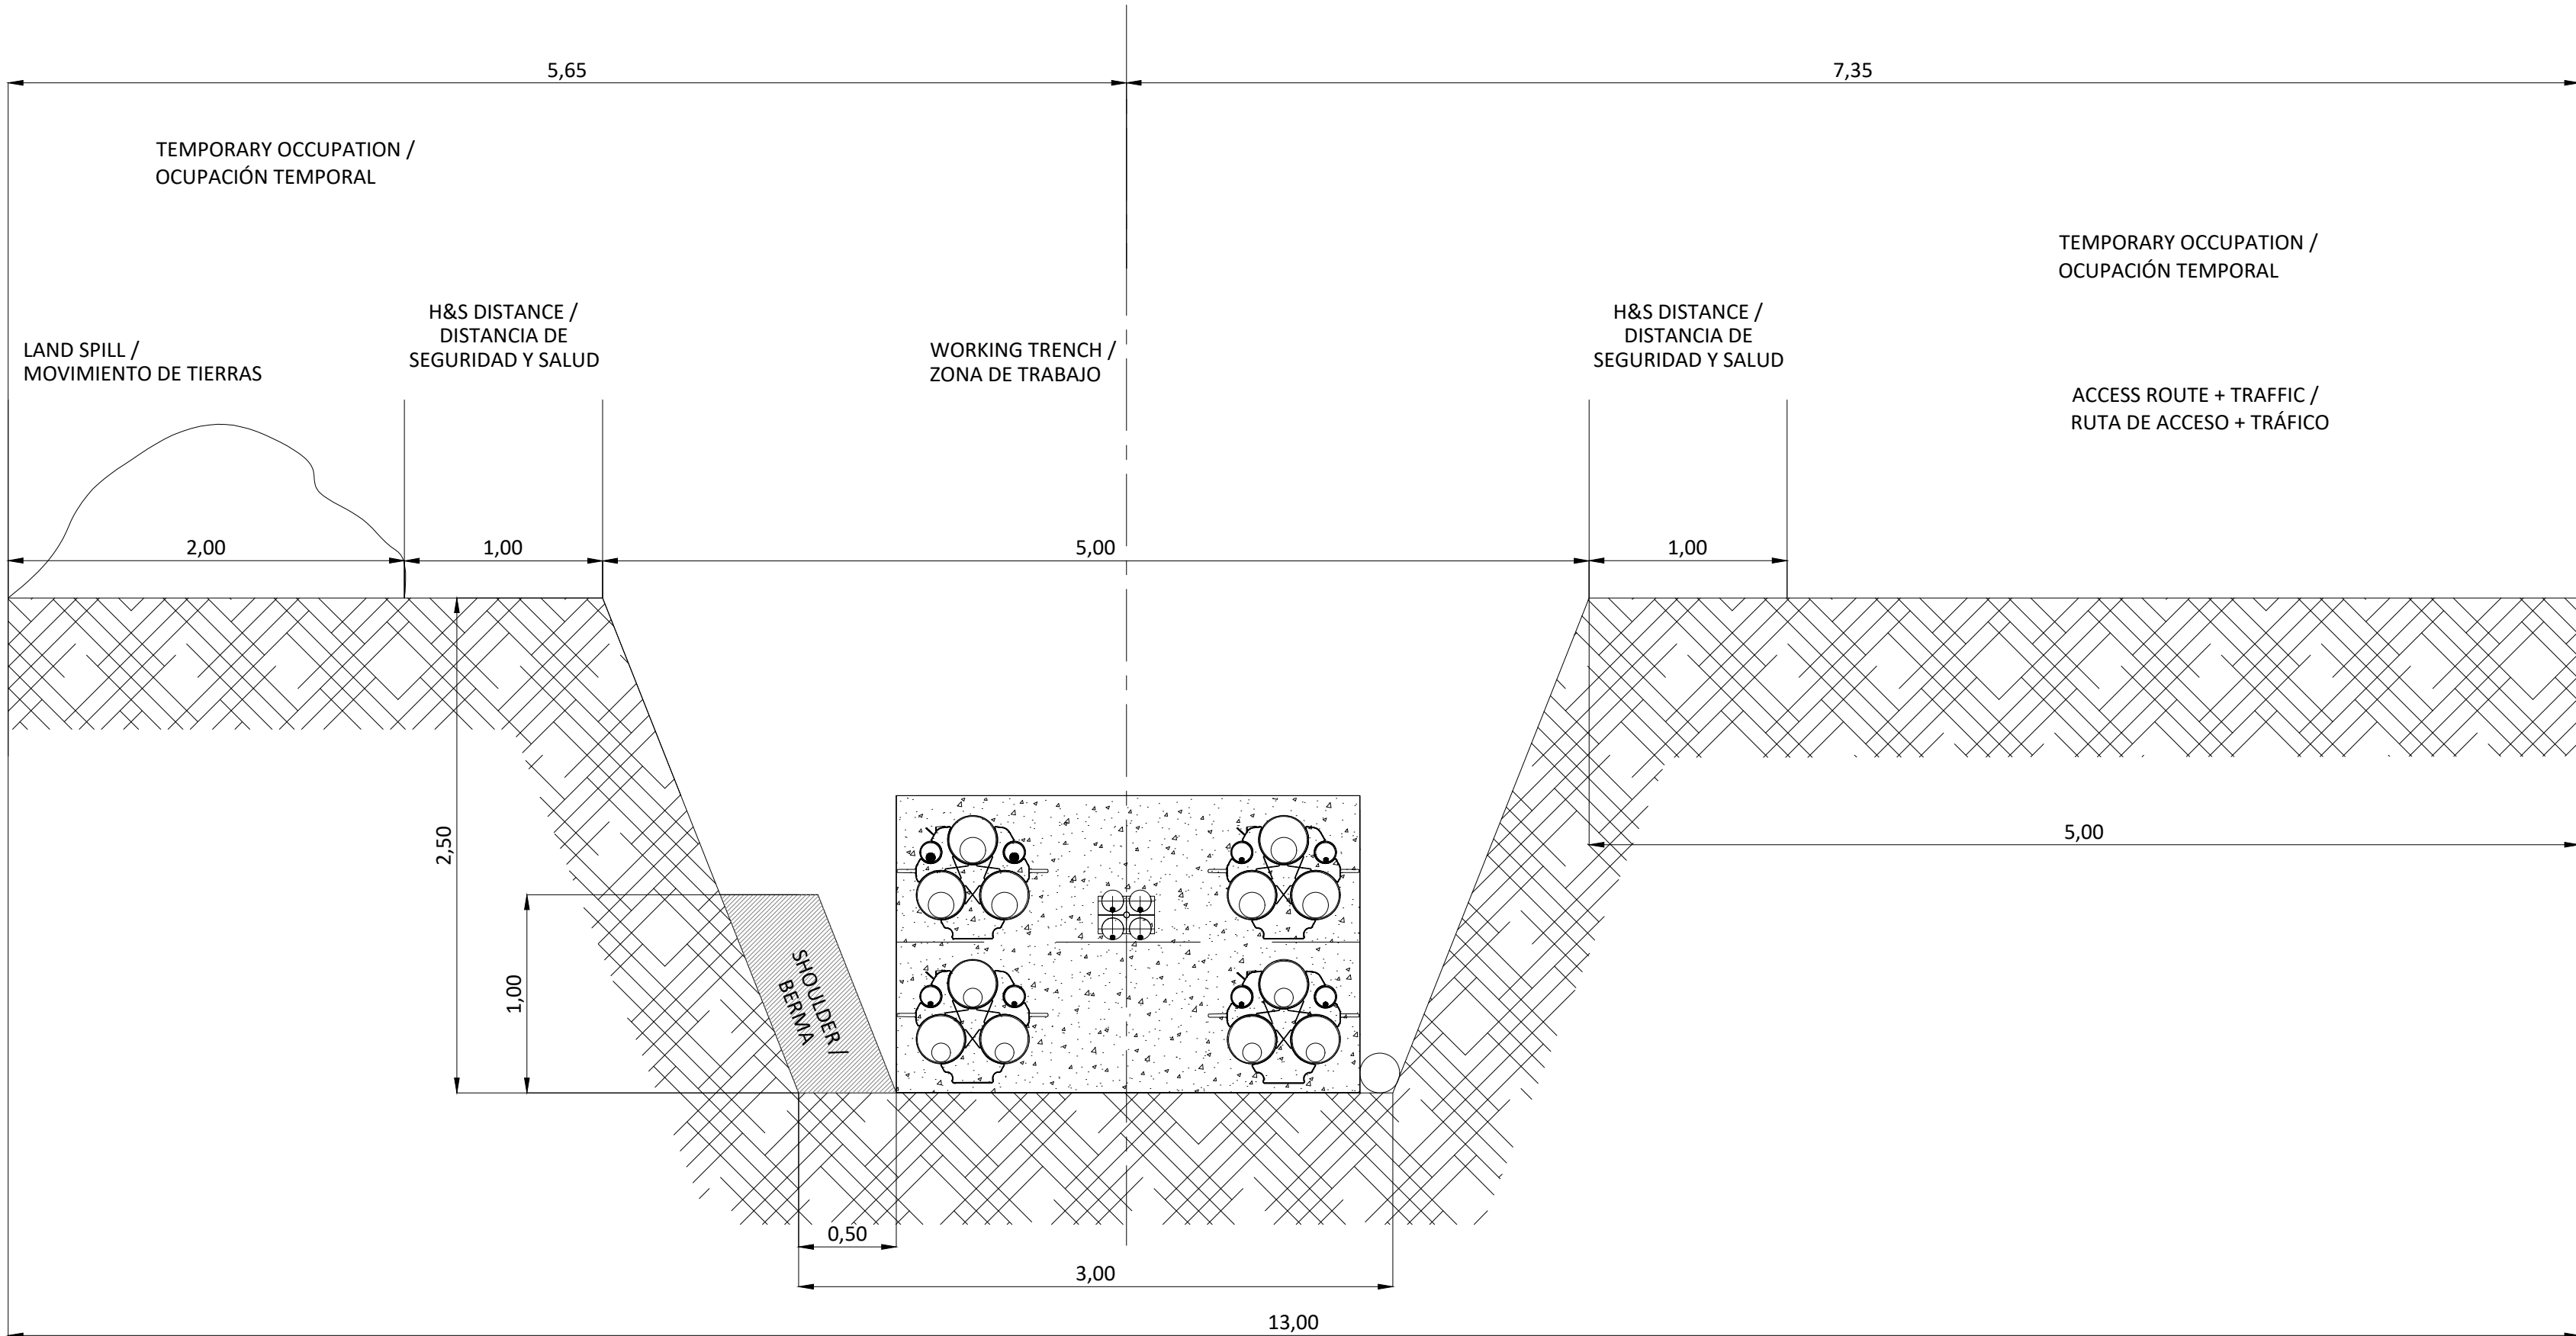 5,65
7,35
TEMPORARY OCCUPATION /
OCUPACIÓN TEMPORAL
TEMPORARY OCCUPATION /
OCUPACIÓN TEMPORAL
LAND SPILL /
MOVIMIENTO DE TIERRAS
H&S DISTANCE /
DISTANCIA DE
SEGURIDAD Y SALUD
WORKING TRENCH /
ZONA DE TRABAJO
H&S DISTANCE /
DISTANCIA DE
SEGURIDAD Y SALUD
ACCESS ROUTE + TRAFFIC /
RUTA DE ACCESO + TRÁFICO
2,00
1,00
5,00
1,00
2,50
5,00
1,00
SHOULDER /
BERMA
0,50
3,00
13,00